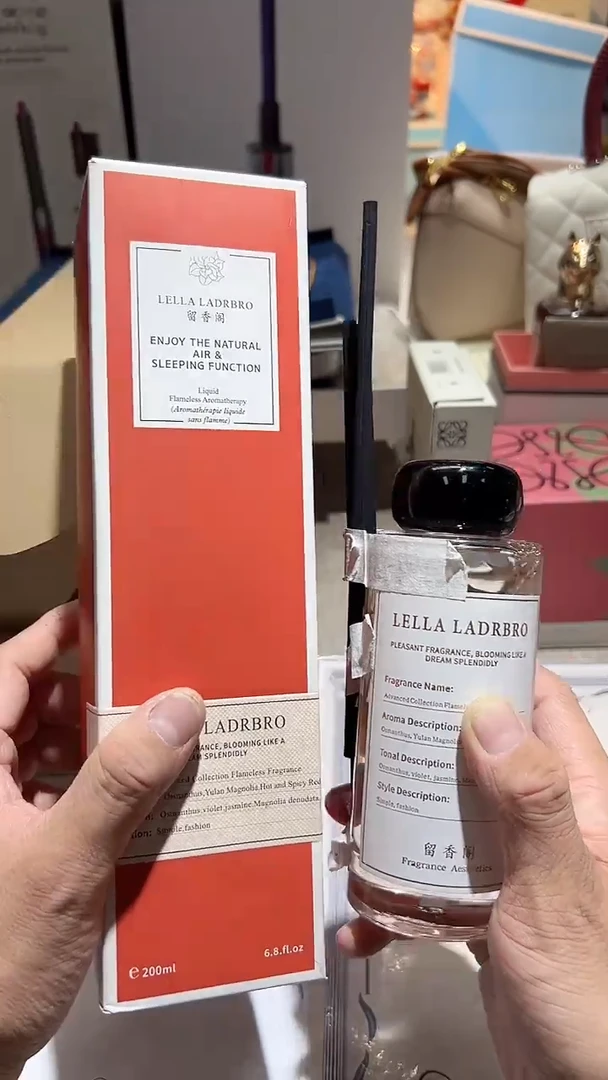 LELLA LADRBRO
留香阁
ENJOY THE NATURAL
AIR &
SLEEPING FUNCTION
Liquid
Flameless Aromatherapy
(Aromathérapie liquide
sans flamme)
LADRBRO
RANCE, BLOOMING LIKE A
AM SPLENDIDLY
Collection Flameless Fragrance
Osmanthus,Yulan Magnolia,Hot and Spicy Red
Osmanthus,violet,jasmine,Magnolia denudata,
Simple,fashion
e 200ml
6.8.fl.oz
LELLA LADRBRO
PLEASANT FRAGRANCE, BLOOMING LIKE A
DREAM SPLENDIDLY
Fragrance Name:
Advanced Collection Flamel
Aroma Description:
Osmanthus, Yulan Magnolia
Tonal Description:
Osmanthus, violet, jasmine,
Style Description:
Simple, fashion
留香阁
Fragrance Aesthetics